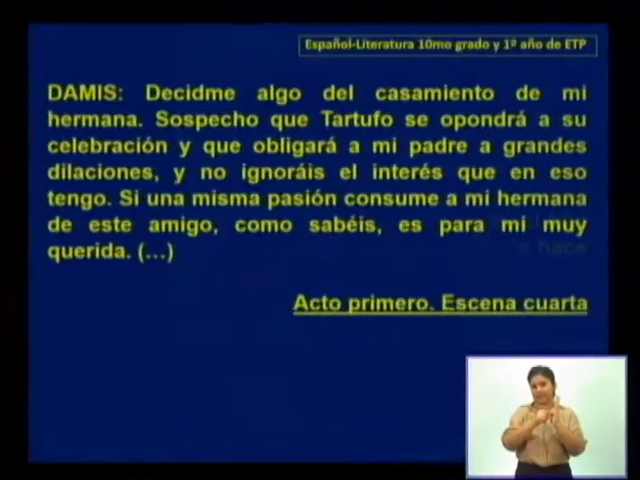 Español-Literatura 10mo grado y 1º año de ETP
DAMIS: Decidme algo del casamiento de mi
hermana. Sospecho que Tartufo se opondrá a su
celebración y que obligará a mi padre a grandes
dilaciones, y no ignoráis el interés que en eso
tengo. Si una misma pasión consume a mi hermana
de este amigo, como sabéis, es para mí muy
querida. (...)
hace
Acto primero. Escena cuarta